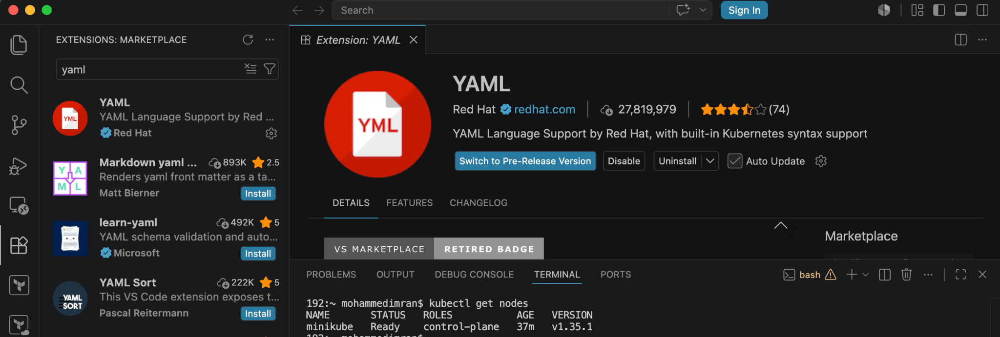 Search
Sign In
EXTENSIONS: MARKETPLACE
yaml
YML
YAML
YAML Language Support by Red ...
Red Hat
Y A
M L
Markdown yaml ... 893K 2.5
Renders yaml front matter as a ta...
Matt Bierner
Install
learn-yaml 492K 5
YAML schema validation and auto...
Microsoft
Install
YAML
SORT
YAML Sort 222K 5
This VS Code extension exposes t...
Pascal Reitermann
Install
Extension: YAML
YML
YAML
Red Hat redhat.com 27,819,979 (74)
YAML Language Support by Red Hat, with built-in Kubernetes syntax support
Switch to Pre-Release Version Disable Uninstall Auto Update
DETAILS FEATURES CHANGELOG
VS MARKETPLACE RETIRED BADGE
Marketplace
PROBLEMS OUTPUT DEBUG CONSOLE TERMINAL PORTS
bash
192:~ mohammedimran$ kubectl get nodes
NAME STATUS ROLES AGE VERSION
minikube Ready control-plane 37m v1.35.1
192:~ mohammedimran$